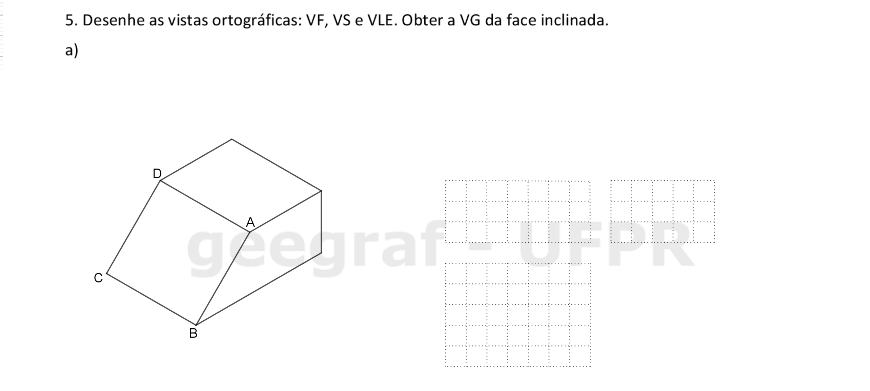 5. Desenhe as vistas ortográficas: VF, VS e VLE. Obter a VG da face inclinada.
a)
D
A
geegraf - UFPR
C
B